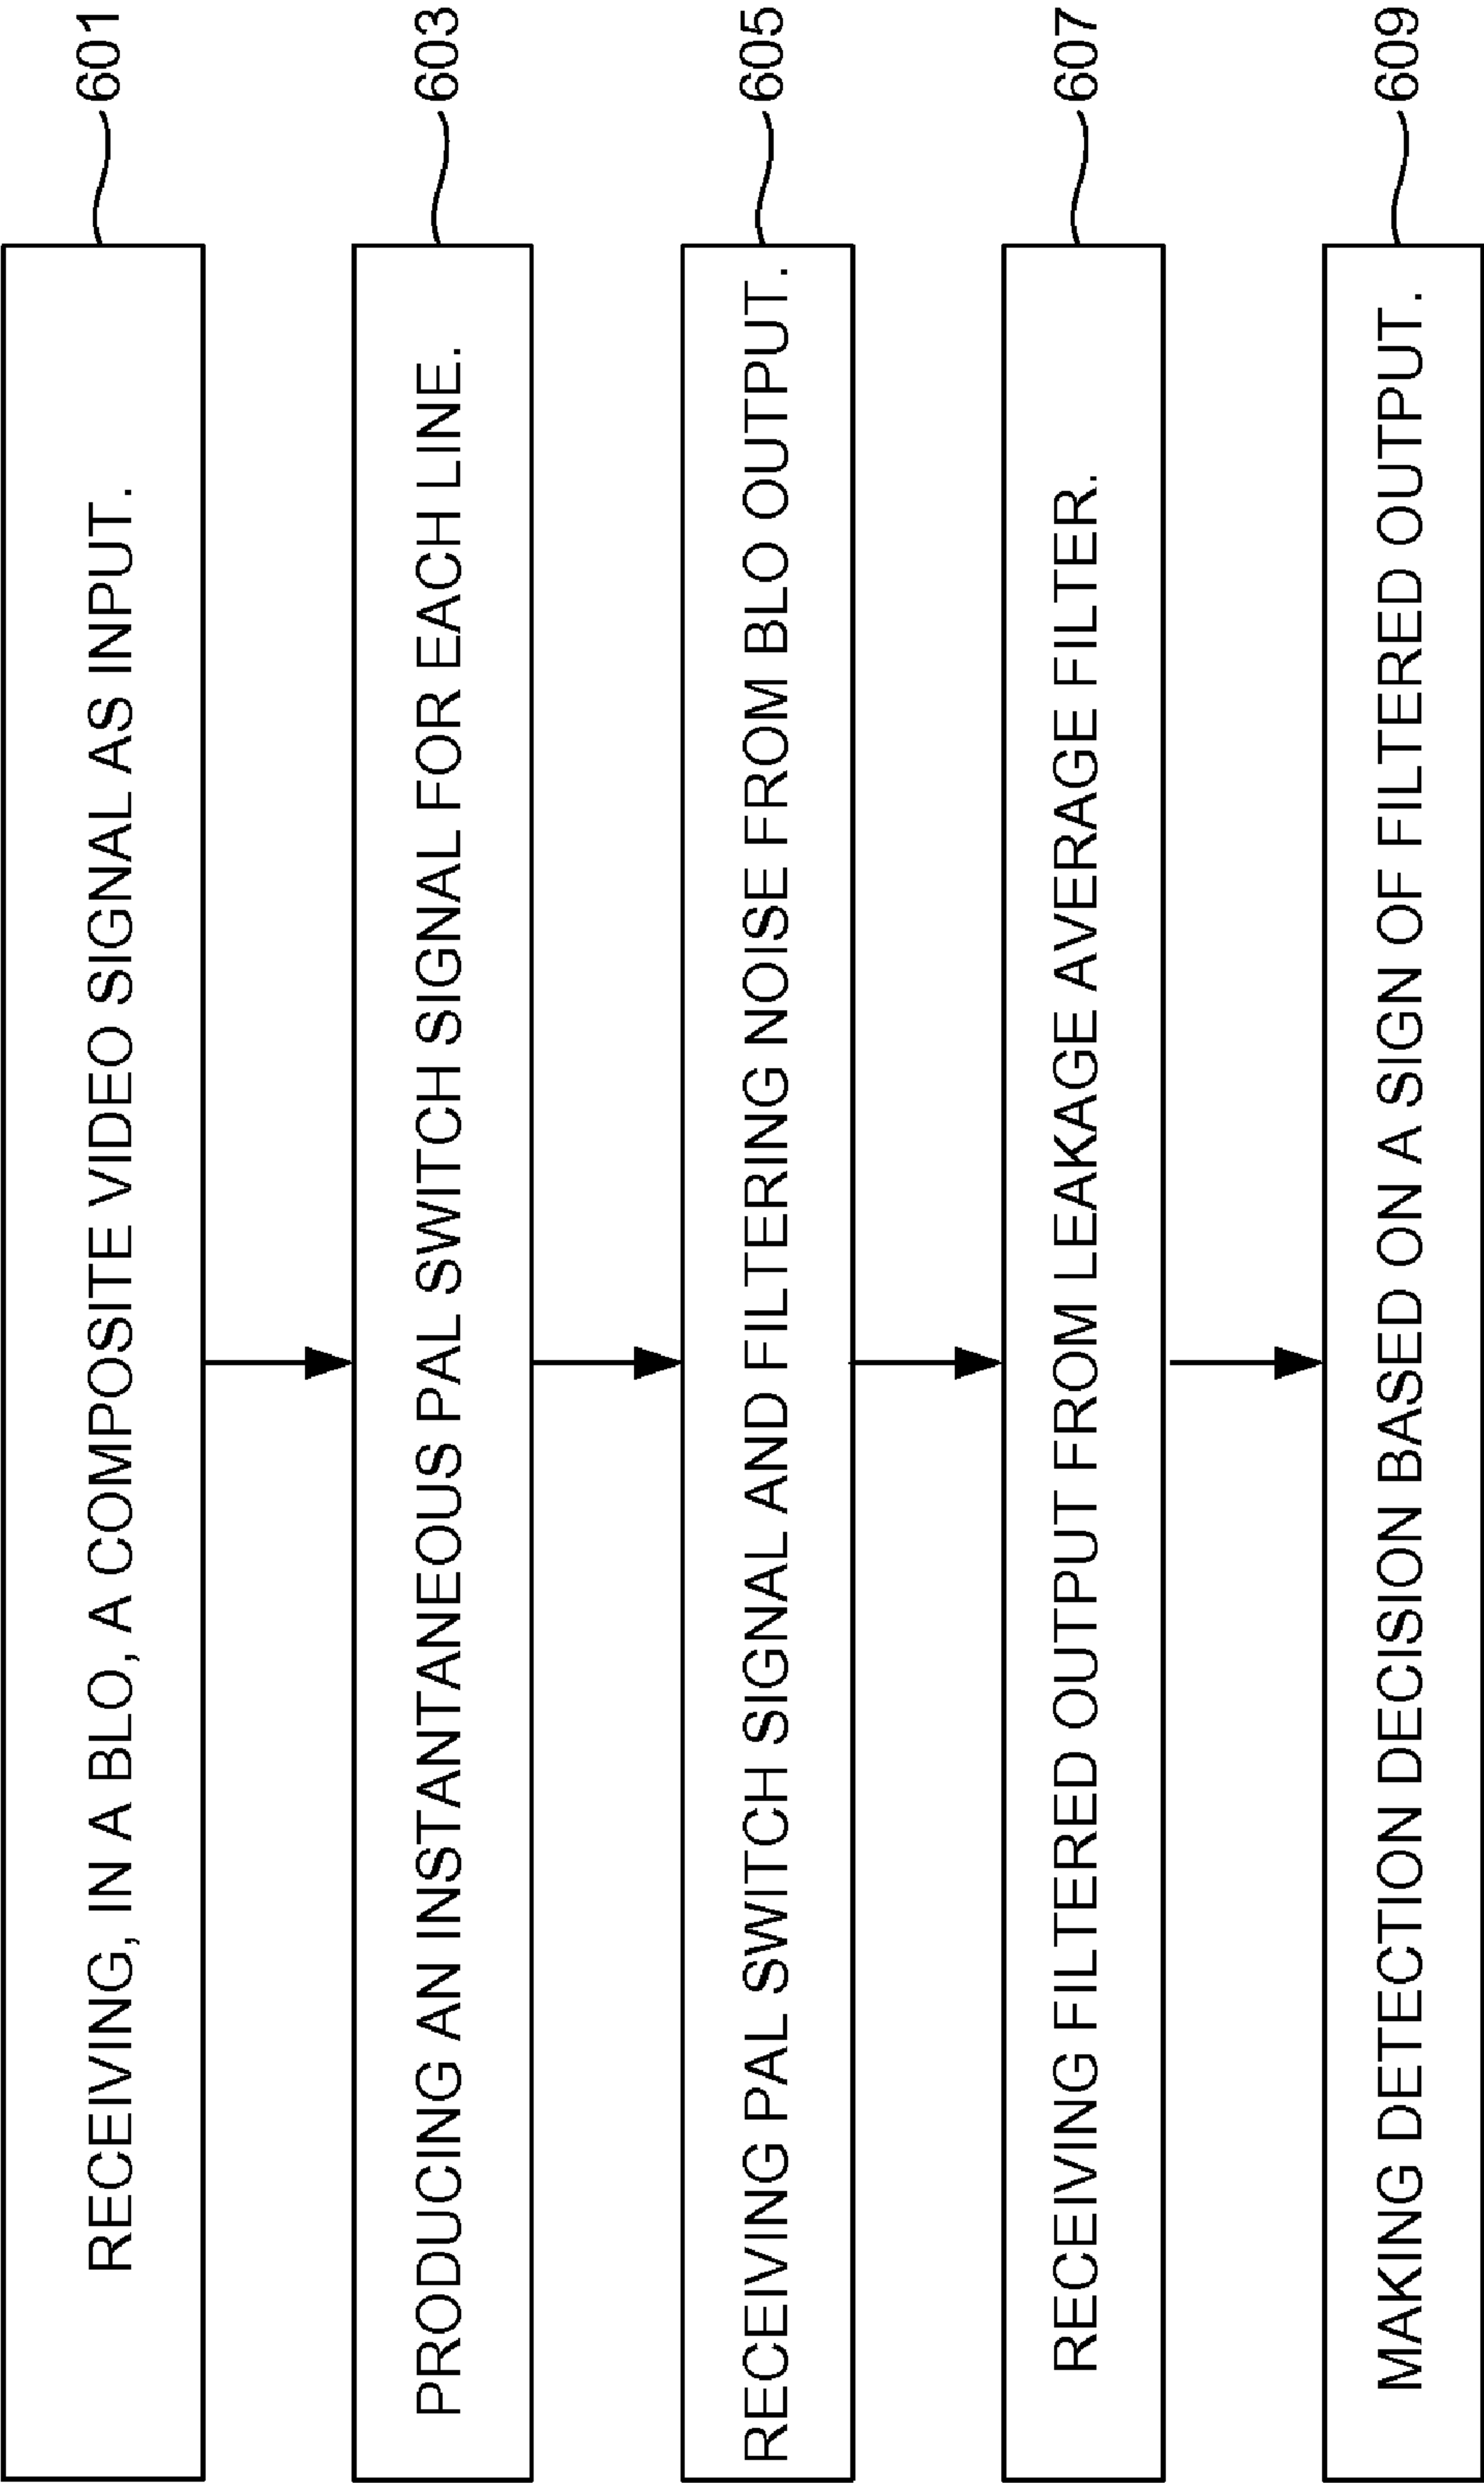 RECEIVING, IN A BLO, A COMPOSITE VIDEO SIGNAL AS INPUT.
601
PRODUCING AN INSTANTANEOUS PAL SWITCH SIGNAL FOR EACH LINE.
603
RECEIVING PAL SWITCH SIGNAL AND FILTERING NOISE FROM BLO OUTPUT.
605
RECEIVING FILTERED OUTPUT FROM LEAKAGE AVERAGE FILTER.
607
MAKING DETECTION DECISION BASED ON A SIGN OF FILTERED OUTPUT.
609